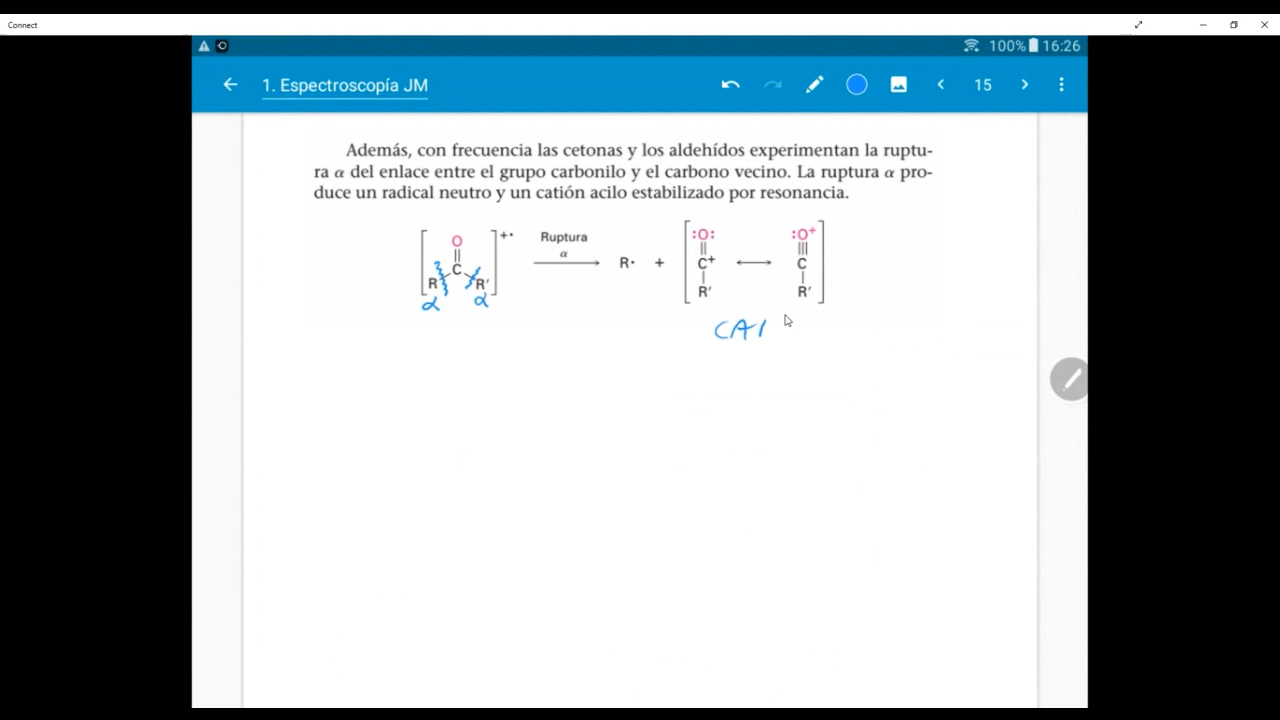 Connect
100% 16:26
1. Espectroscopía JM
15
Además, con frecuencia las cetonas y los aldehídos experimentan la ruptu-
ra α del enlace entre el grupo carbonilo y el carbono vecino. La ruptura α pro-
duce un radical neutro y un catión acilo estabilizado por resonancia.
O
C
R R'
+•
α α
Ruptura
α
R• +
:O: :O+
C+ C
R' R'
CAI